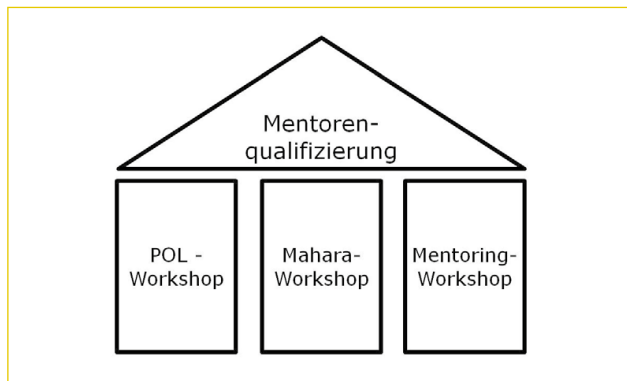 Mentoren-
qualifizierung
POL -
Workshop
Mahara-
Workshop
Mentoring-
Workshop